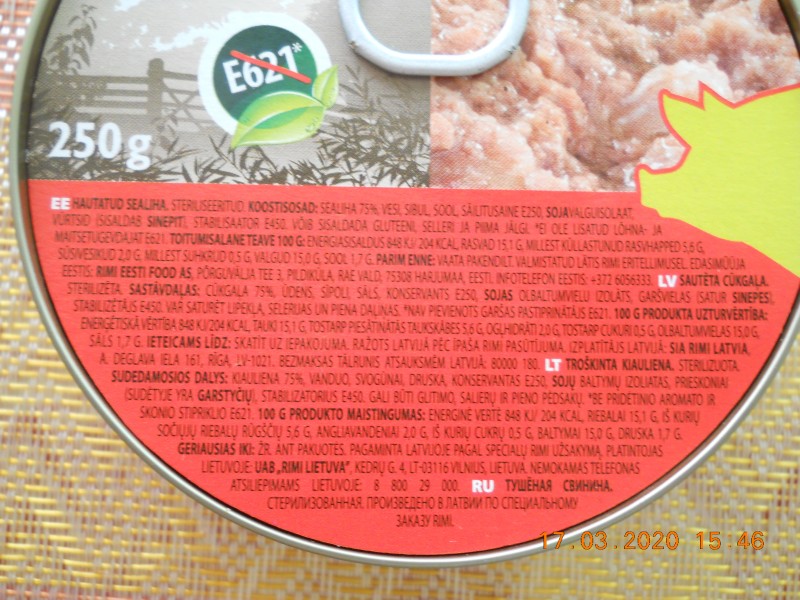 E621*
250 g
EE HAUTATUD SEALIHA, STERILISEERITUD. KOOSTISOSAD: SEALIHA 75%, VESI, SIBUL, SOOL, SÄILITUSAINE E250, SOJAVALGUISOLAAT,
VÜRTSID (SISALDAB SINEPIT), STABILISAATOR E450. VÕIB SISALDADA GLUTEENI, SELLERI JA PIIMA JÄLGI. *EI OLE LISATUD LÕHNA- JA
MAITSETUGEVDAJAT E621. TOITUMISALANE TEAVE 100 G: ENERGIASISALDUS 848 KJ/ 204 KCAL, RASVAD 15,1 G, MILLEST KÜLLASTUNUD RASVHAPPED 5,6 G,
SÜSIVESIKUD 2,0 G, MILLEST SUHKRUD 0,5 G, VALGUD 15,0 G, SOOL 1,7 G. PARIM ENNE: VAATA PAKENDILT. VALMISTATUD LÄTIS RIMI ERITELLIMUSEL. EDASIMÜÜJA
EESTIS: RIMI EESTI FOOD AS, PÕRGUVÄLJA TEE 3, PILDIKÜLA, RAE VALD, 75308 HARJUMAA, EESTI. INFOTELEFON EESTIS: +372 6056333. LV SAUTĒTA CŪKGAĻA.
STERILIZĒTA. SASTĀVDAĻAS: CŪKGAĻA 75%, ŪDENS, SĪPOLI, SĀLS, KONSERVANTS E250, SOJAS OLBALTUMVIELU IZOLĀTS, GARŠVIELAS (SATUR SINEPES),
STABILIZĒTĀJS E450. VAR SATURĒT LIPEKĻA, SELERIJAS UN PIENA DAĻIŅAS. *NAV PIEVIENOTS GARŠAS PASTIPRINĀTĀJS E621. 100 G PRODUKTA UZTURVĒRTĪBA:
ENERĢĒTISKĀ VĒRTĪBA 848 KJ/ 204 KCAL, TAUKI 15,1 G, TOSTARP PIESĀTINĀTĀS TAUKSKĀBES 5,6 G, OGĻHIDRĀTI 2,0 G, TOSTARP CUKURI 0,5 G, OLBALTUMVIELAS 15,0 G,
SĀLS 1,7 G. IETEICAMS LĪDZ: SKATĪT UZ IEPAKOJUMA. RAŽOTS LATVIJĀ PĒC ĪPAŠA RIMI PASŪTĪJUMA. IZPLATĪTĀJS LATVIJĀ: SIA RIMI LATVIA,
A. DEGLAVA IELA 161, RĪGA, LV-1021. BEZMAKSAS TĀLRUNIS ATSAUKSMĒM LATVIJĀ: 80000 180. LT TROŠKINTA KIAULIENA. STERILIZUOTA.
SUDEDAMOSIOS DALYS: KIAULIENA 75%, VANDUO, SVOGŪNAI, DRUSKA, KONSERVANTAS E250, SOJŲ BALTYMŲ IZOLIATAS, PRIESKONIAI
(SUDĖTYJE YRA GARSTYČIŲ), STABILIZATORIUS E450. GALI BŪTI GLITIMO, SALIERŲ IR PIENO PĖDSAKŲ. *BE PRIDĖTINIO AROMATO IR
SKONIO STIPRIKLIO E621. 100 G PRODUKTO MAISTINGUMAS: ENERGINĖ VERTĖ 848 KJ/ 204 KCAL, RIEBALAI 15,1 G, IŠ KURIŲ
SOČIŲJŲ RIEBALŲ RŪGŠČIŲ 5,6 G, ANGLIAVANDENIAI 2,0 G, IŠ KURIŲ CUKRŲ 0,5 G, BALTYMAI 15,0 G, DRUSKA 1,7 G.
GERIAUSIAS IKI: ŽR. ANT PAKUOTĖS. PAGAMINTA LATVIJOJE PAGAL SPECIALŲ RIMI UŽSAKYMĄ. PLATINTOJAS
LIETUVOJE: UAB „RIMI LIETUVA", KEDRŲ G. 4, LT-03116 VILNIUS, LIETUVA. NEMOKAMAS TELEFONAS
ATSILIEPIMAMS LIETUVOJE: 8 800 29 000. RU ТУШЁНАЯ СВИНИНА.
СТЕРИЛИЗОВАННАЯ. ПРОИЗВЕДЕНО В ЛАТВИИ ПО СПЕЦИАЛЬНОМУ
ЗАКАЗУ RIMI.
17.03.2020 15:46